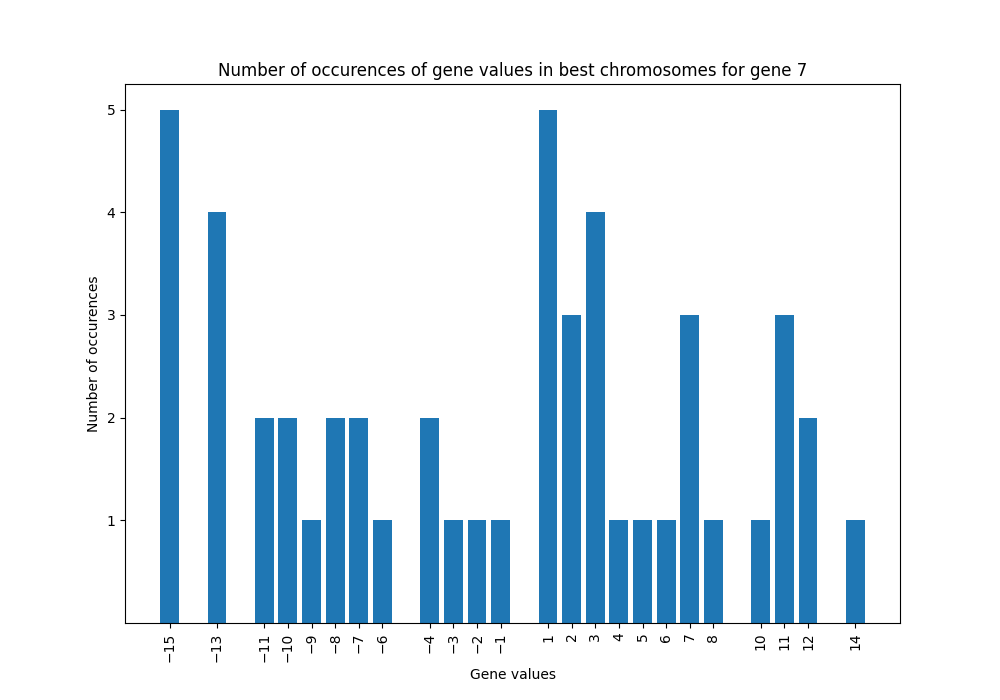 Number of occurences of gene values in best chromosomes for gene 7
Number of occurences
5
4
3
2
1
−15 −13 −11 −10 −9 −8 −7 −6 −4 −3 −2 −1 1 2 3 4 5 6 7 8 10 11 12 14
Gene values